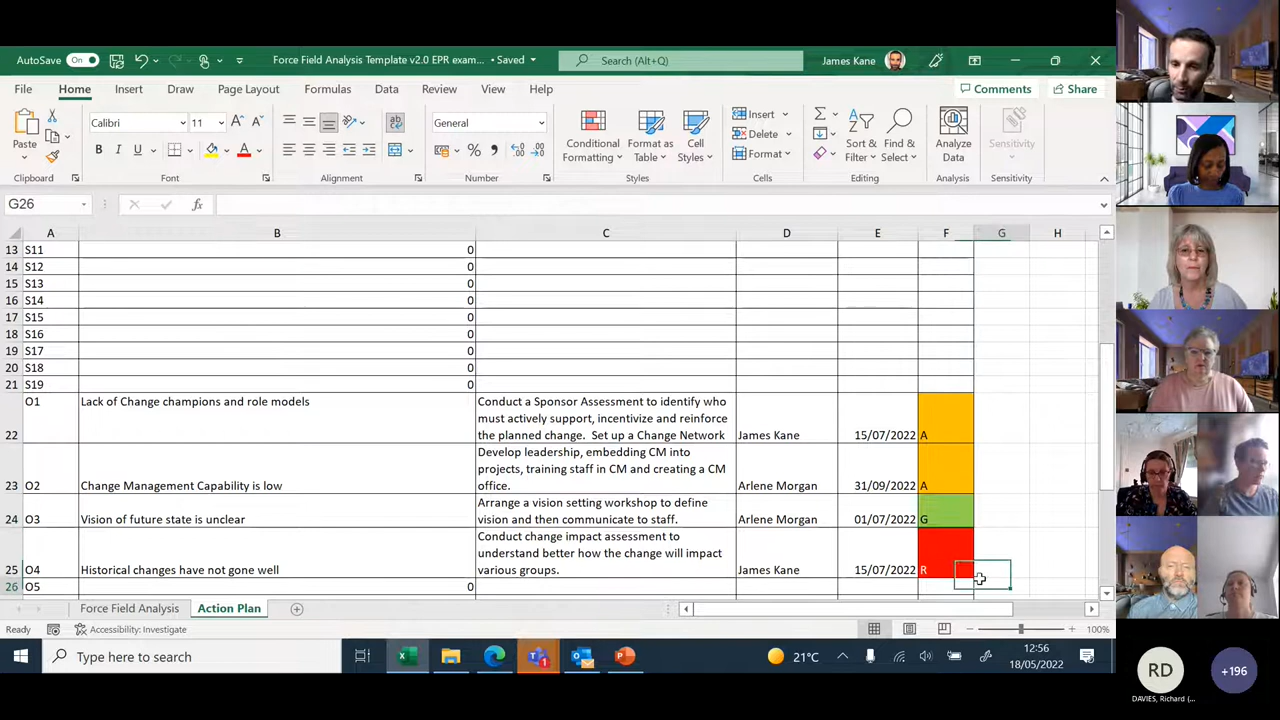 AutoSave On Force Field Analysis Template v2.0 EPR exam... • Saved Search (Alt+Q) James Kane
File Home Insert Draw Page Layout Formulas Data Review View Help Comments Share
Calibri 11 General Insert
Paste Conditional Formatting Format as Table Cell Styles Delete Sort & Filter Find & Select Analyze Data Sensitivity
Format
Clipboard Font Alignment Number Styles Cells Editing Analysis Sensitivity
G26 fx
A B C D E F G H
13 S11 0
14 S12 0
15 S13 0
16 S14 0
17 S15 0
18 S16 0
19 S17 0
20 S18 0
21 S19 0
O1 Lack of Change champions and role models Conduct a Sponsor Assessment to identify who
must actively support, incentivize and reinforce
22 the planned change. Set up a Change Network James Kane 15/07/2022 A
Develop leadership, embedding CM into
projects, training staff in CM and creating a CM
23 O2 Change Management Capability is low office. Arlene Morgan 31/09/2022 A
Arrange a vision setting workshop to define
24 O3 Vision of future state is unclear vision and then communicate to staff. Arlene Morgan 01/07/2022 G
Conduct change impact assessment to
understand better how the change will impact
25 O4 Historical changes have not gone well various groups. James Kane 15/07/2022 R
26 O5 0
Force Field Analysis Action Plan
Ready Accessibility: Investigate 100%
Type here to search 21°C 12:56
18/05/2022
RD +196
DAVIES, Richard (...